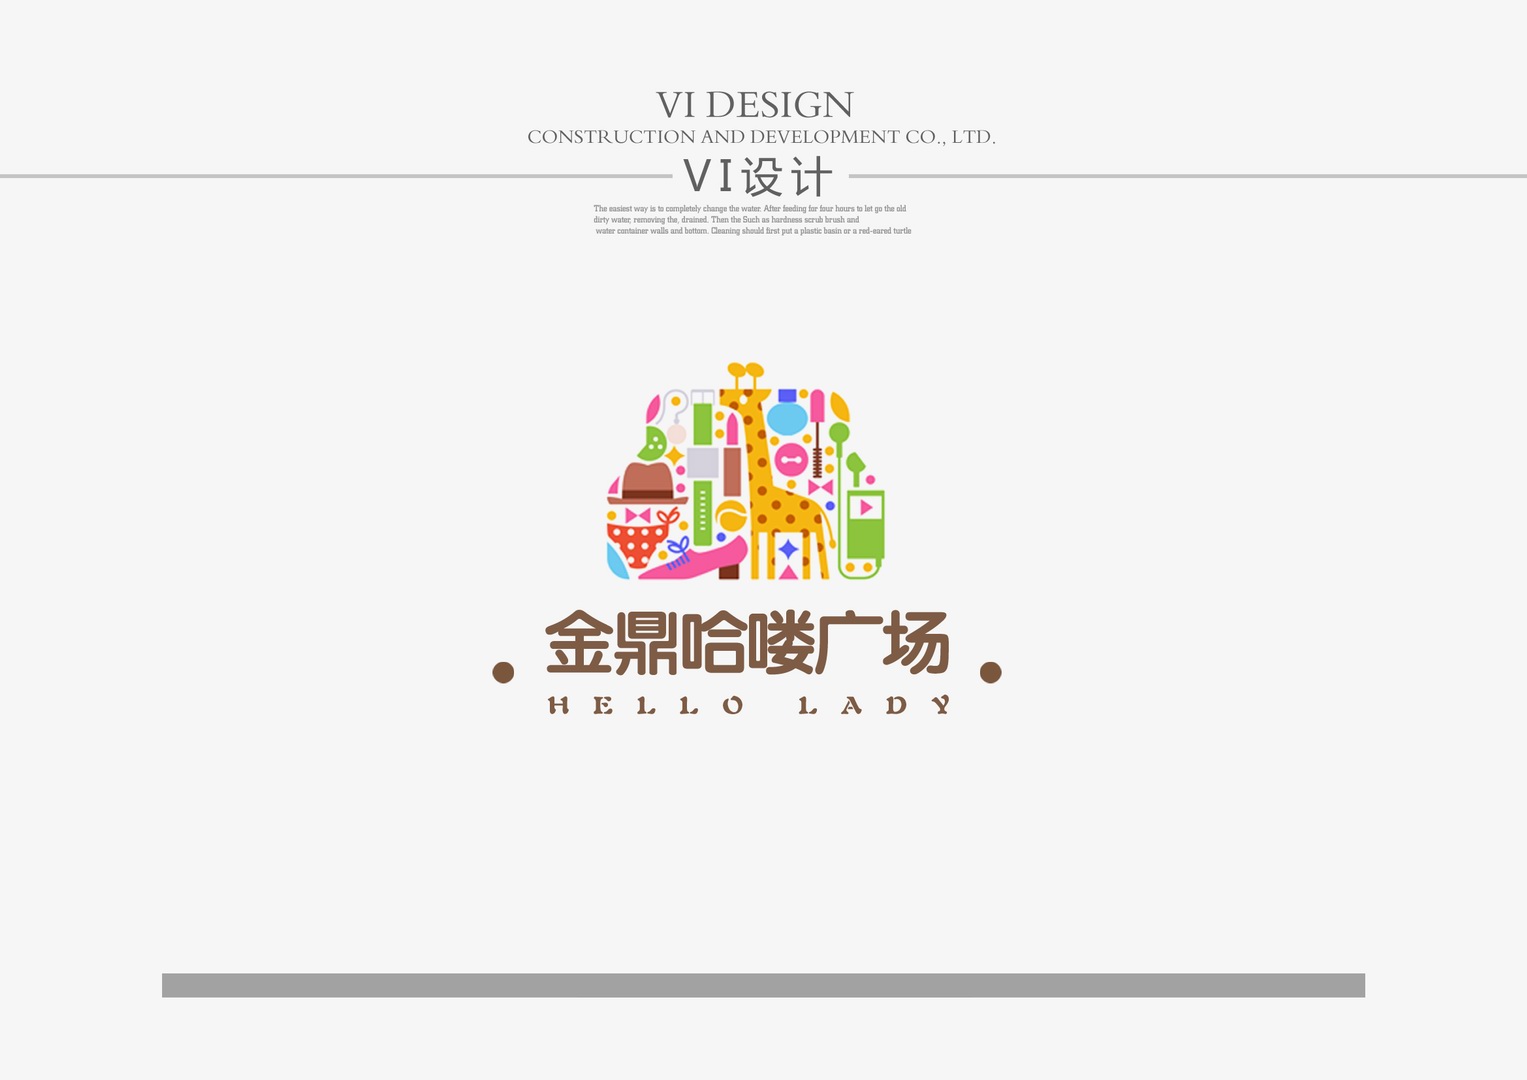 VI DESIGN
CONSTRUCTION AND DEVELOPMENT CO., LTD.
VI设计
The easiest way is to completely change the water. After feeding for four hours to let go the old
dirty water, removing the, drained. Then the Such as hardness scrub brush and
water container walls and bottom. Cleaning should first put a plastic basin or a red-eared turtle
金鼎哈喽广场
HELLO LADY